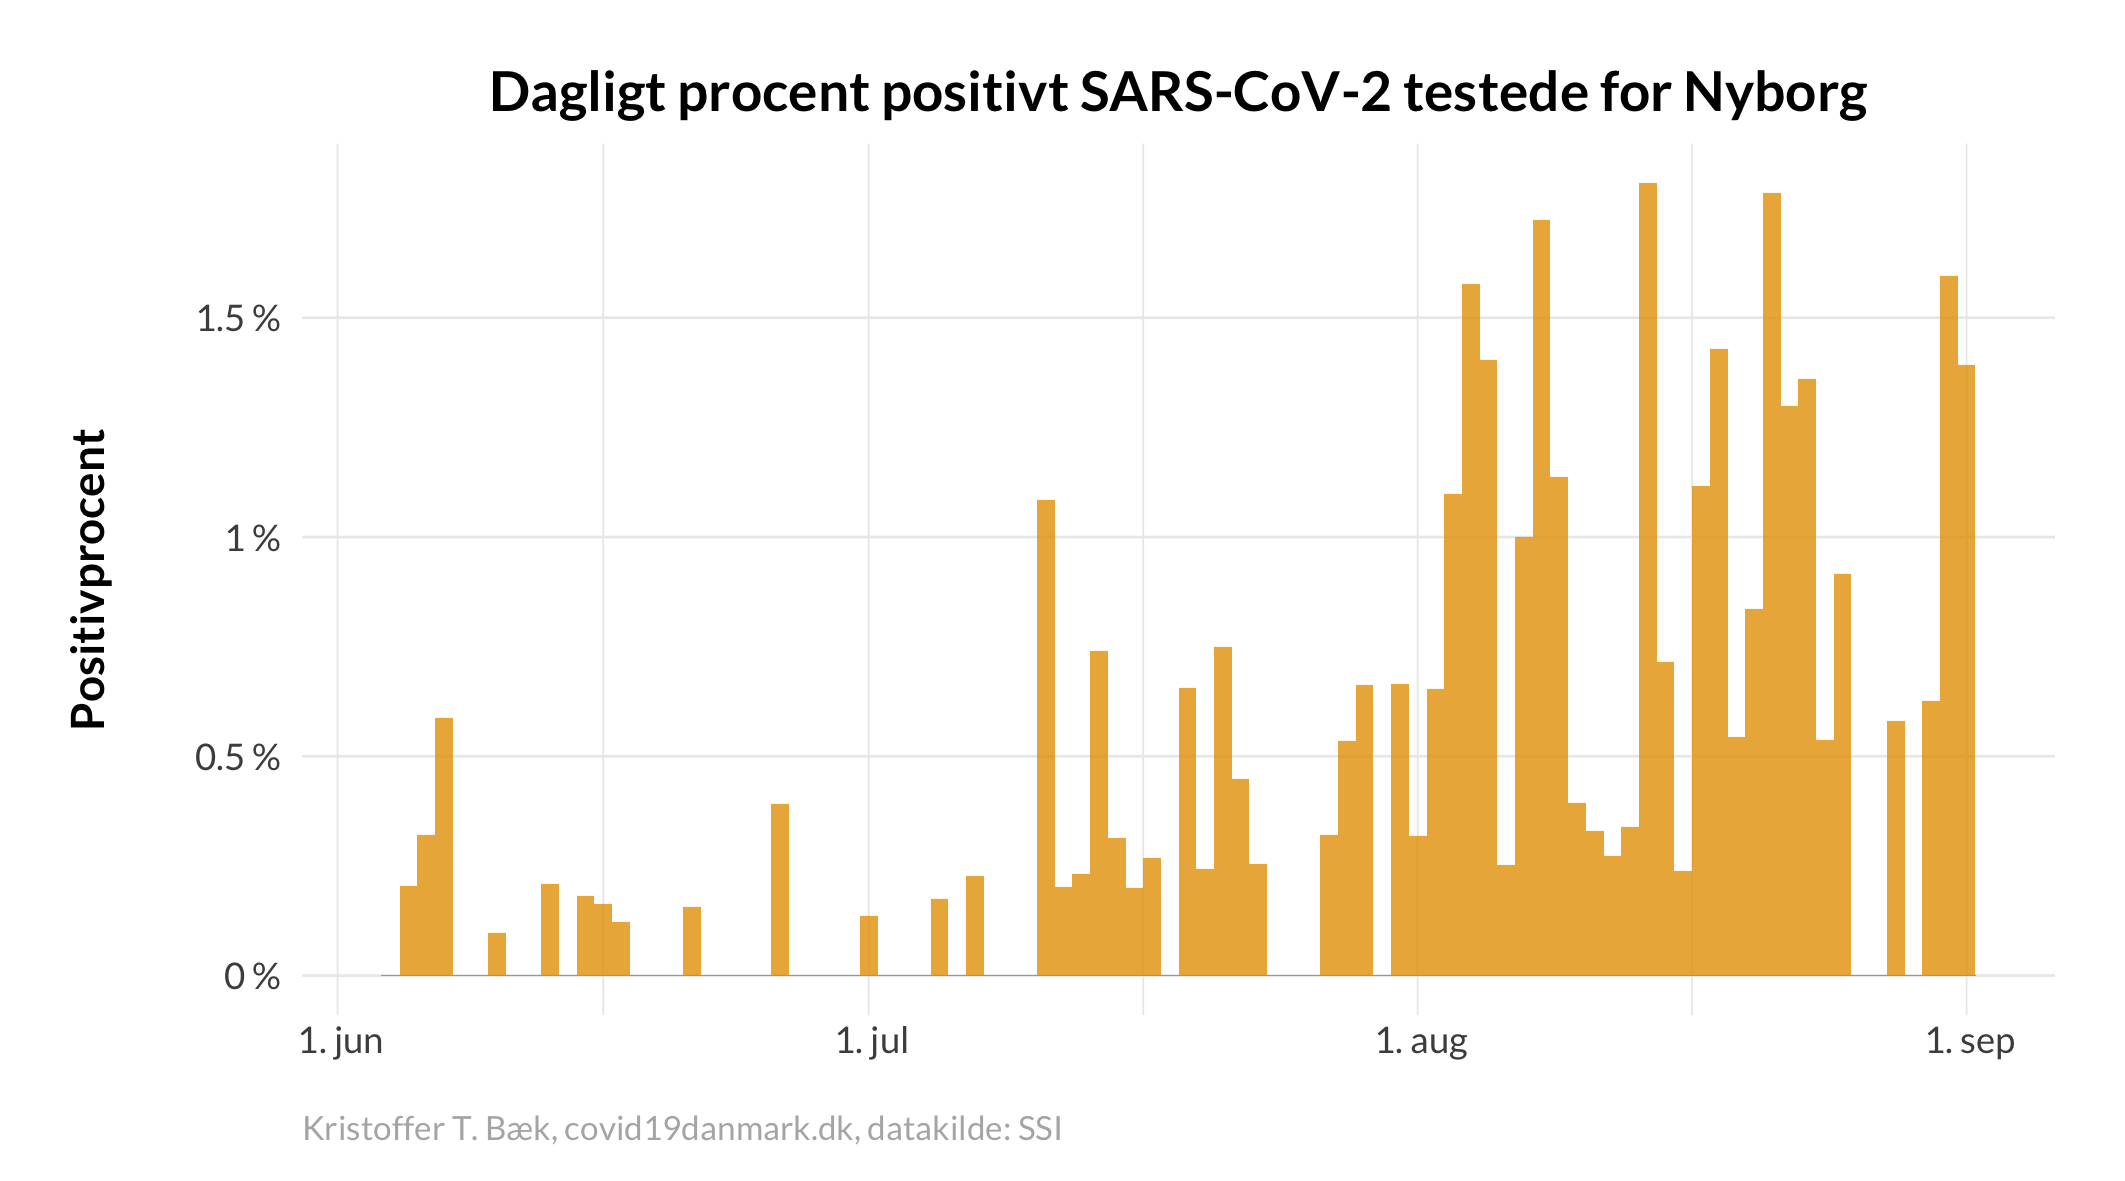 Dagligt procent positivt SARS-CoV-2 testede for Nyborg
Positivprocent
1.5 %
1 %
0.5 %
0 %
1. jun
1. jul
1. aug
1. sep
Kristoffer T. Bæk, covid19danmark.dk, datakilde: SSI